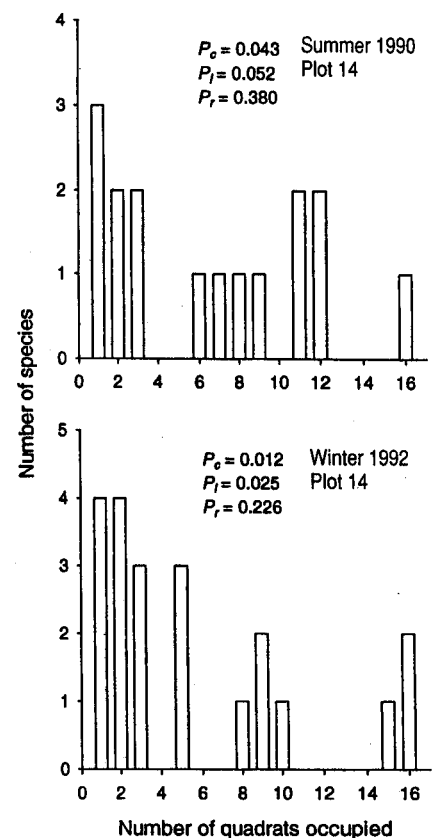 4
3
2
1
0
P_c = 0.043 Summer 1990
P_l = 0.052 Plot 14
P_r = 0.380
0 2 4 6 8 10 12 14 16
Number of species
5
4
3
2
1
0
P_c = 0.012 Winter 1992
P_l = 0.025 Plot 14
P_r = 0.226
0 2 4 6 8 10 12 14 16
Number of quadrats occupied